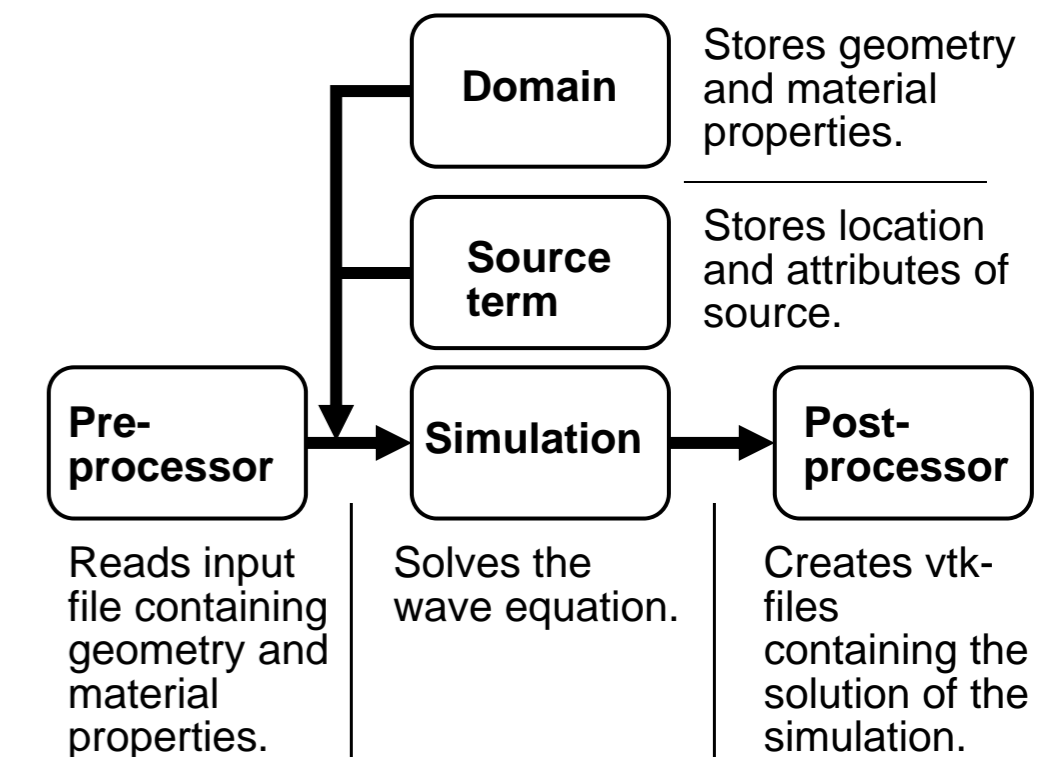 Domain
Stores geometry
and material
properties.
Source
term
Stores location
and attributes of
source.
Pre-
processor
Simulation
Post-
processor
Reads input
file containing
geometry and
material
properties.
Solves the
wave equation.
Creates vtk-
files
containing the
solution of the
simulation.